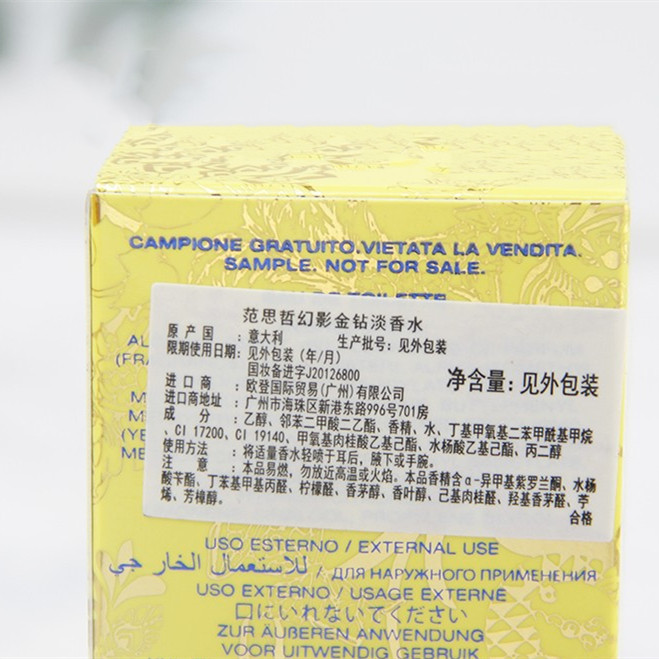 CAMPIONE GRATUITO.VIETATA LA VENDITA.
SAMPLE. NOT FOR SALE.
范思哲幻影金钻淡香水
原产国：意大利 生产批号：见外包装
限期使用日期：见外包装（年/月）
国妆备进字J20126800
净含量：见外包装
进口商：欧登国际贸易(广州)有限公司
进口商地址：广州市海珠区新港东路996号701房
成分：乙醇、邻苯二甲酸二乙酯、香精、水、丁基甲氧基二苯甲酰基甲烷
、CI 17200、CI 19140、甲氧基肉桂酸乙基己酯、水杨酸乙基己酯、丙二醇
使用方法：将适量香水轻喷于耳后，腋下或手腕。
注意：本品易燃，勿放近高温或火焰。本品香精含α-异甲基紫罗兰酮、水杨
酸苄酯、丁苯基甲基丙醛、柠檬醛、香茅醇、香叶醇、己基肉桂醛、羟基香茅醛、苧
烯、芳樟醇。
合格
USO ESTERNO / EXTERNAL USE
للاستعمال الخارجي / ДЛЯ НАРУЖНОГО ПРИМЕНЕНИЯ
USO EXTERNO / USAGE EXTERNE
口にいれないでください
ZUR ÄUßEREN ANWENDUNG
VOOR UITWENDIG GEBRUIK